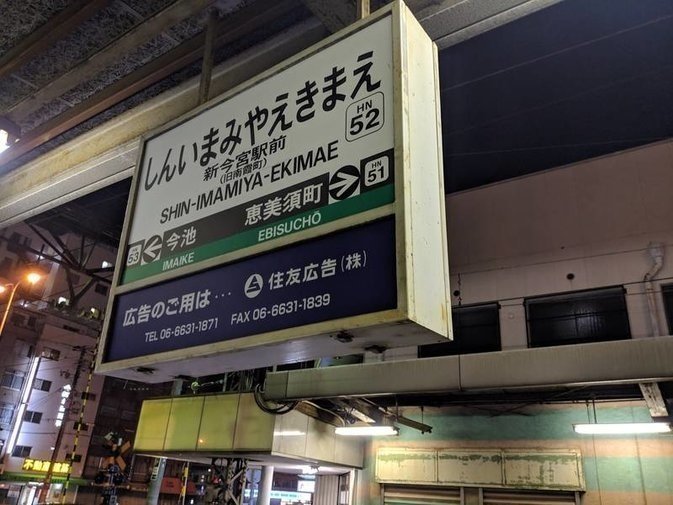 しんいまみやえきまえ
新今宮駅前
(旧南霞町)
SHIN-IMAMIYA-EKIMAE
HN
52
HN
53
今池
IMAIKE
恵美須町
EBISUCHŌ
HN
51
広告のご用は…
住友広告(株)
TEL 06-6631-1871 FAX 06-6631-1839